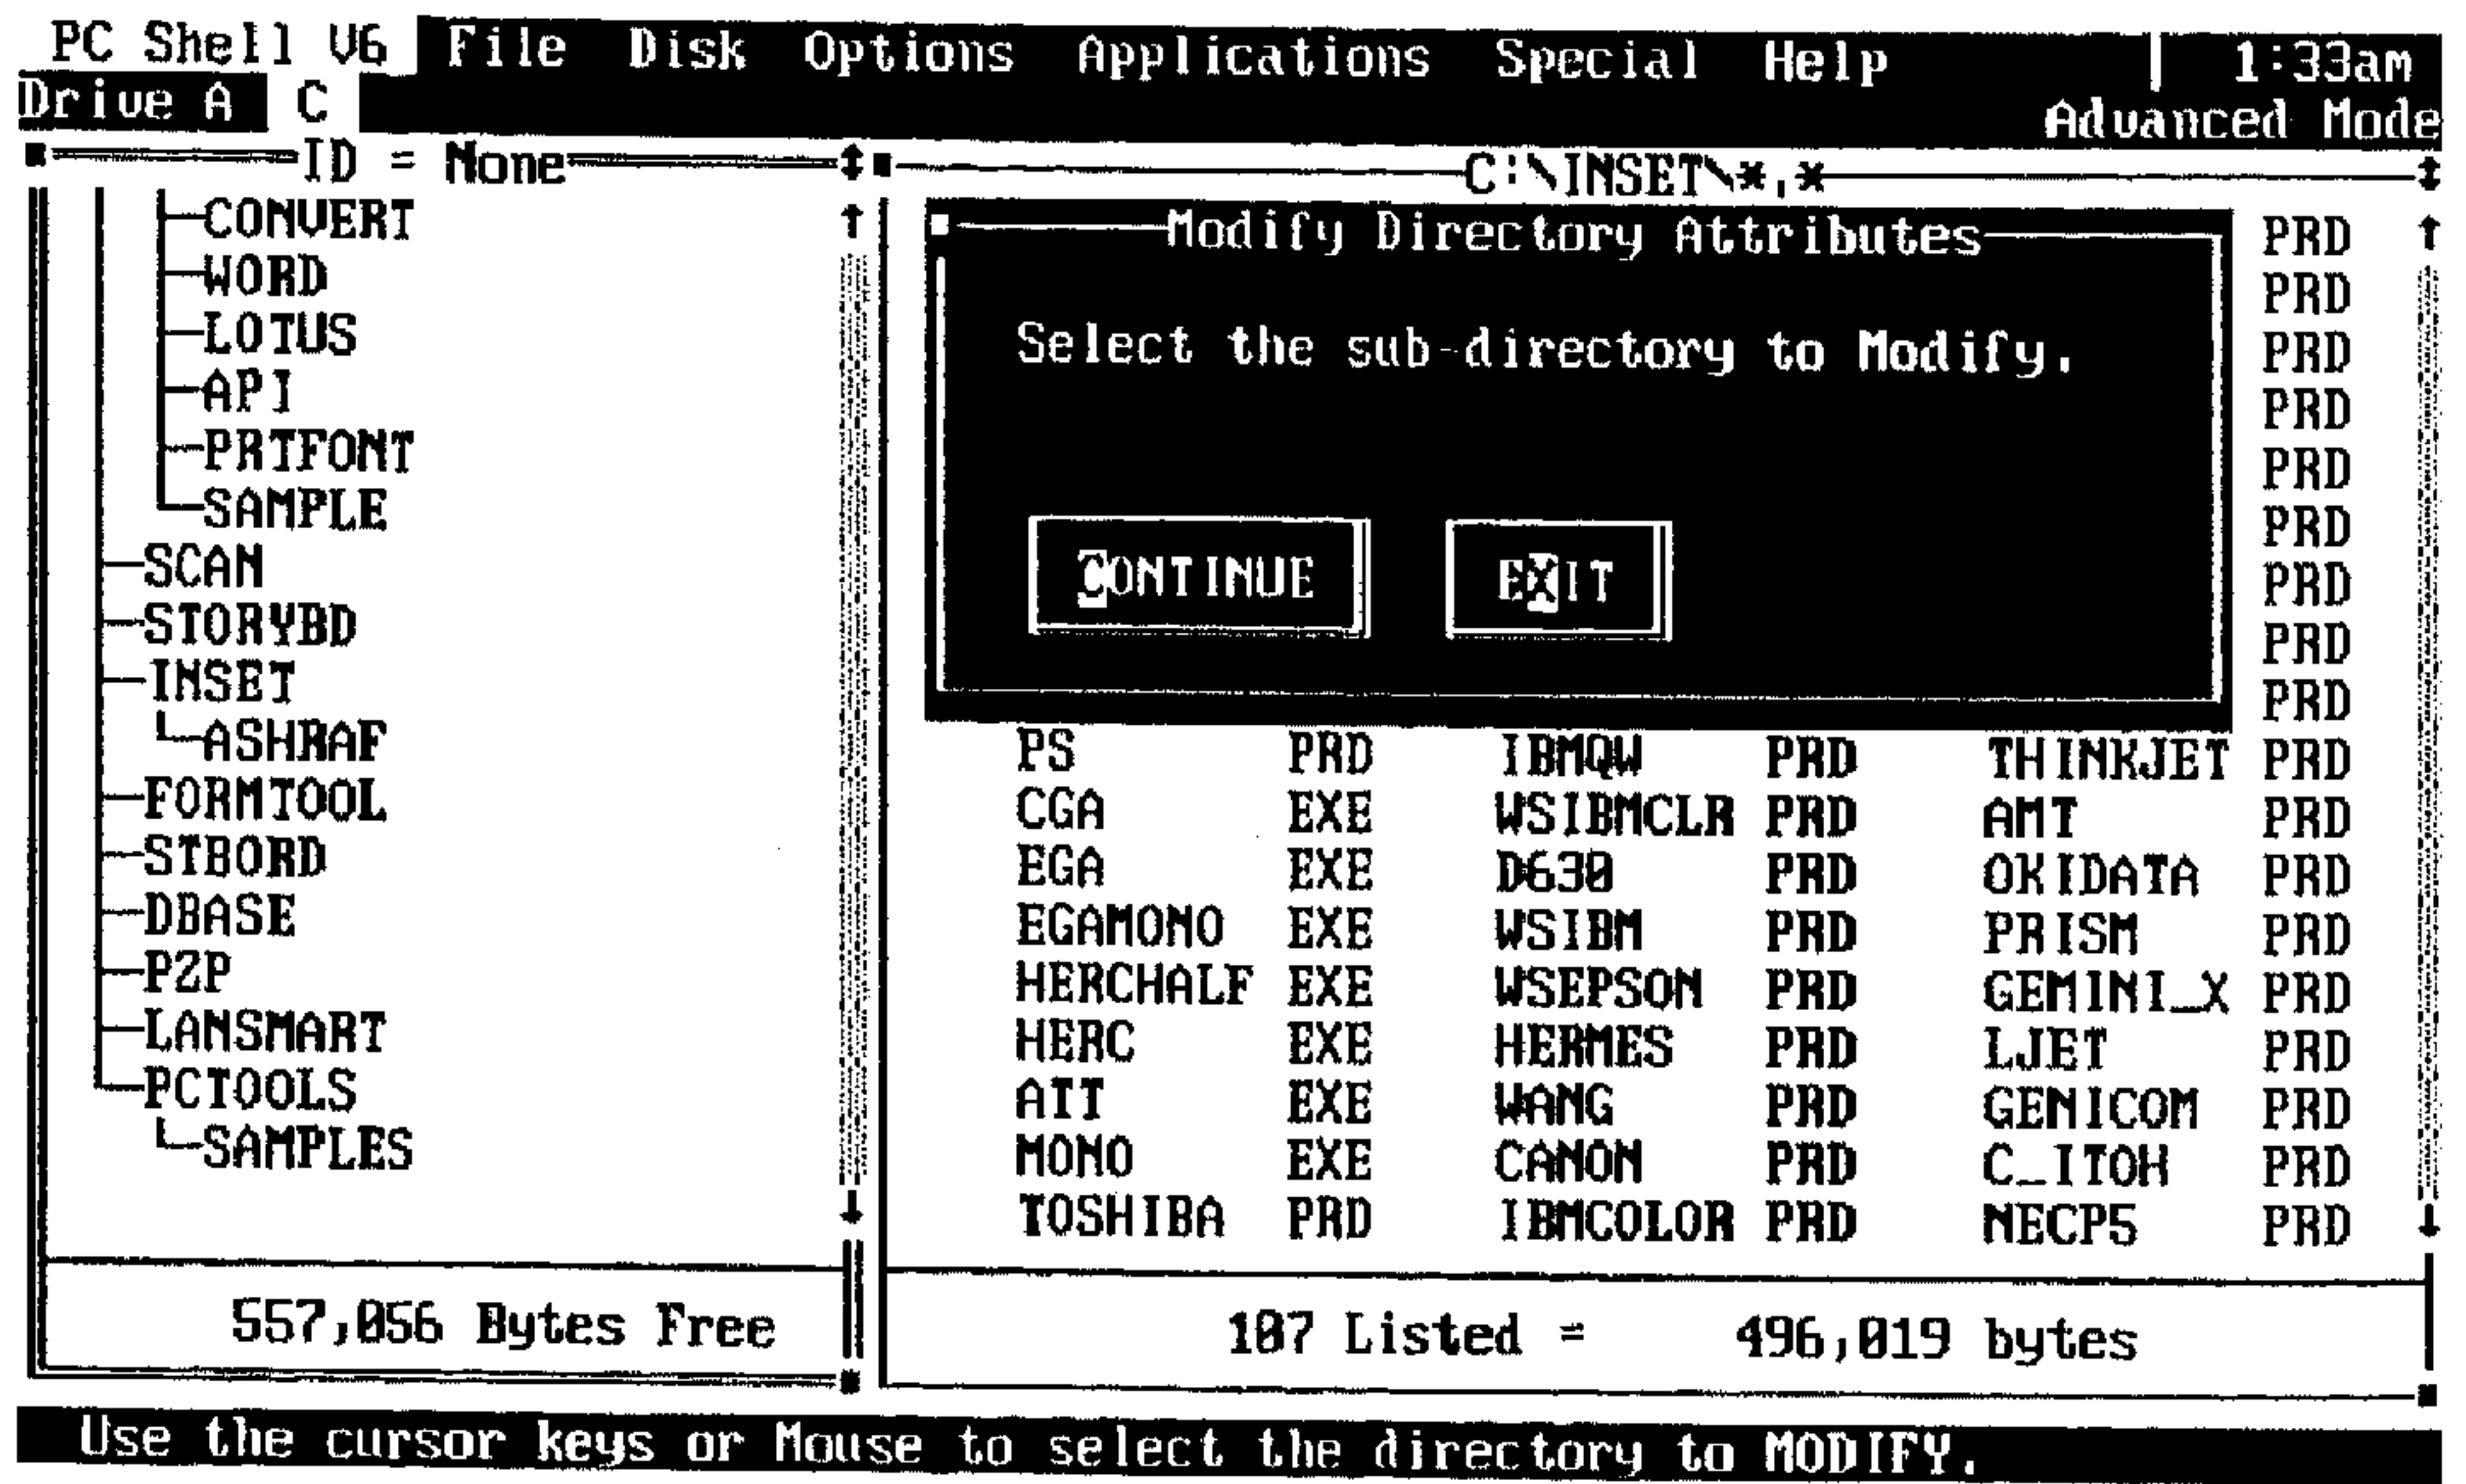 PC Shell V6 File Disk Options Applications Special Help 1:33am
Drive A C Advanced Mode
ID = None
CONVERT
WORD
LOTUS
API
PRTFONT
SAMPLE
SCAN
STORYBD
INSET
ASHRAF
FORMTOOL
STBORD
DBASE
P2P
LANSMART
PCTOOLS
SAMPLES
557,056 Bytes Free
C:\INSET\*.*
Modify Directory Attributes
Select the sub-directory to Modify.
CONTINUE EXIT
PRD
PRD
PRD
PRD
PRD
PRD
PRD
PRD
PRD
PS PRD IBMQW PRD THINKJET PRD
CGA EXE WSIBMCLR PRD AMT PRD
EGA EXE D630 PRD OKIDATA PRD
EGAMONO EXE WSIBM PRD PRISM PRD
HERCHALF EXE WSEPSON PRD GEMINI_X PRD
HERC EXE HERMES PRD LJET PRD
ATT EXE WANG PRD GENICOM PRD
MONO EXE CANON PRD C_ITOH PRD
TOSHIBA PRD IBMCOLOR PRD NECP5 PRD
107 Listed = 496,019 bytes
Use the cursor keys or Mouse to select the directory to MODIFY.